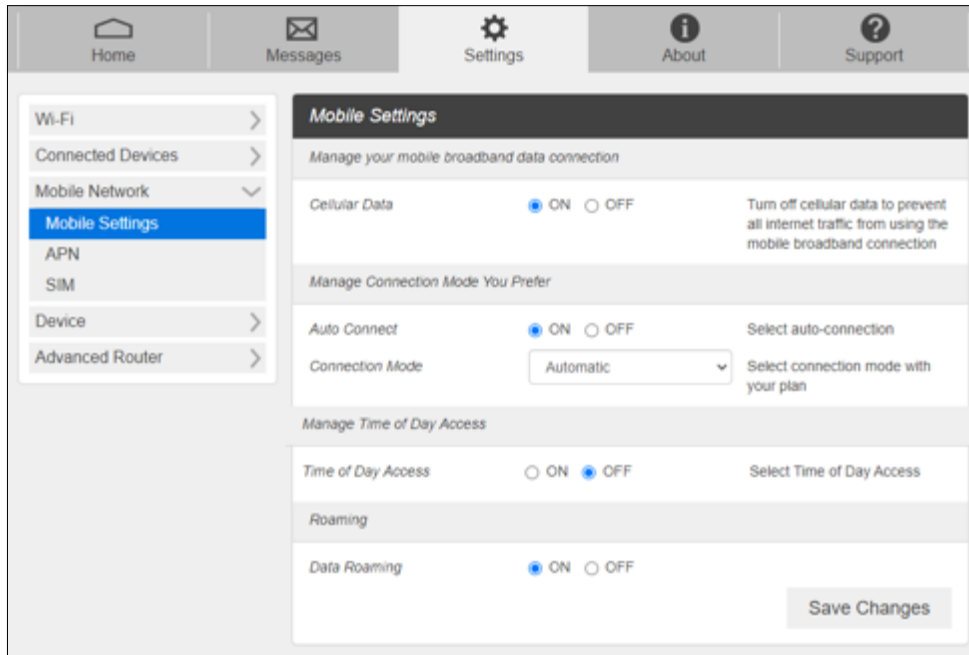 Home
Messages
Settings
About
Support
Wi-Fi
Connected Devices
Mobile Network
Mobile Settings
APN
SIM
Device
Advanced Router
Mobile Settings
Manage your mobile broadband data connection
Cellular Data
ON OFF
Turn off cellular data to prevent
all internet traffic from using the
mobile broadband connection
Manage Connection Mode You Prefer
Auto Connect
ON OFF
Select auto-connection
Connection Mode
Automatic
Select connection mode with
your plan
Manage Time of Day Access
Time of Day Access
ON OFF
Select Time of Day Access
Roaming
Data Roaming
ON OFF
Save Changes